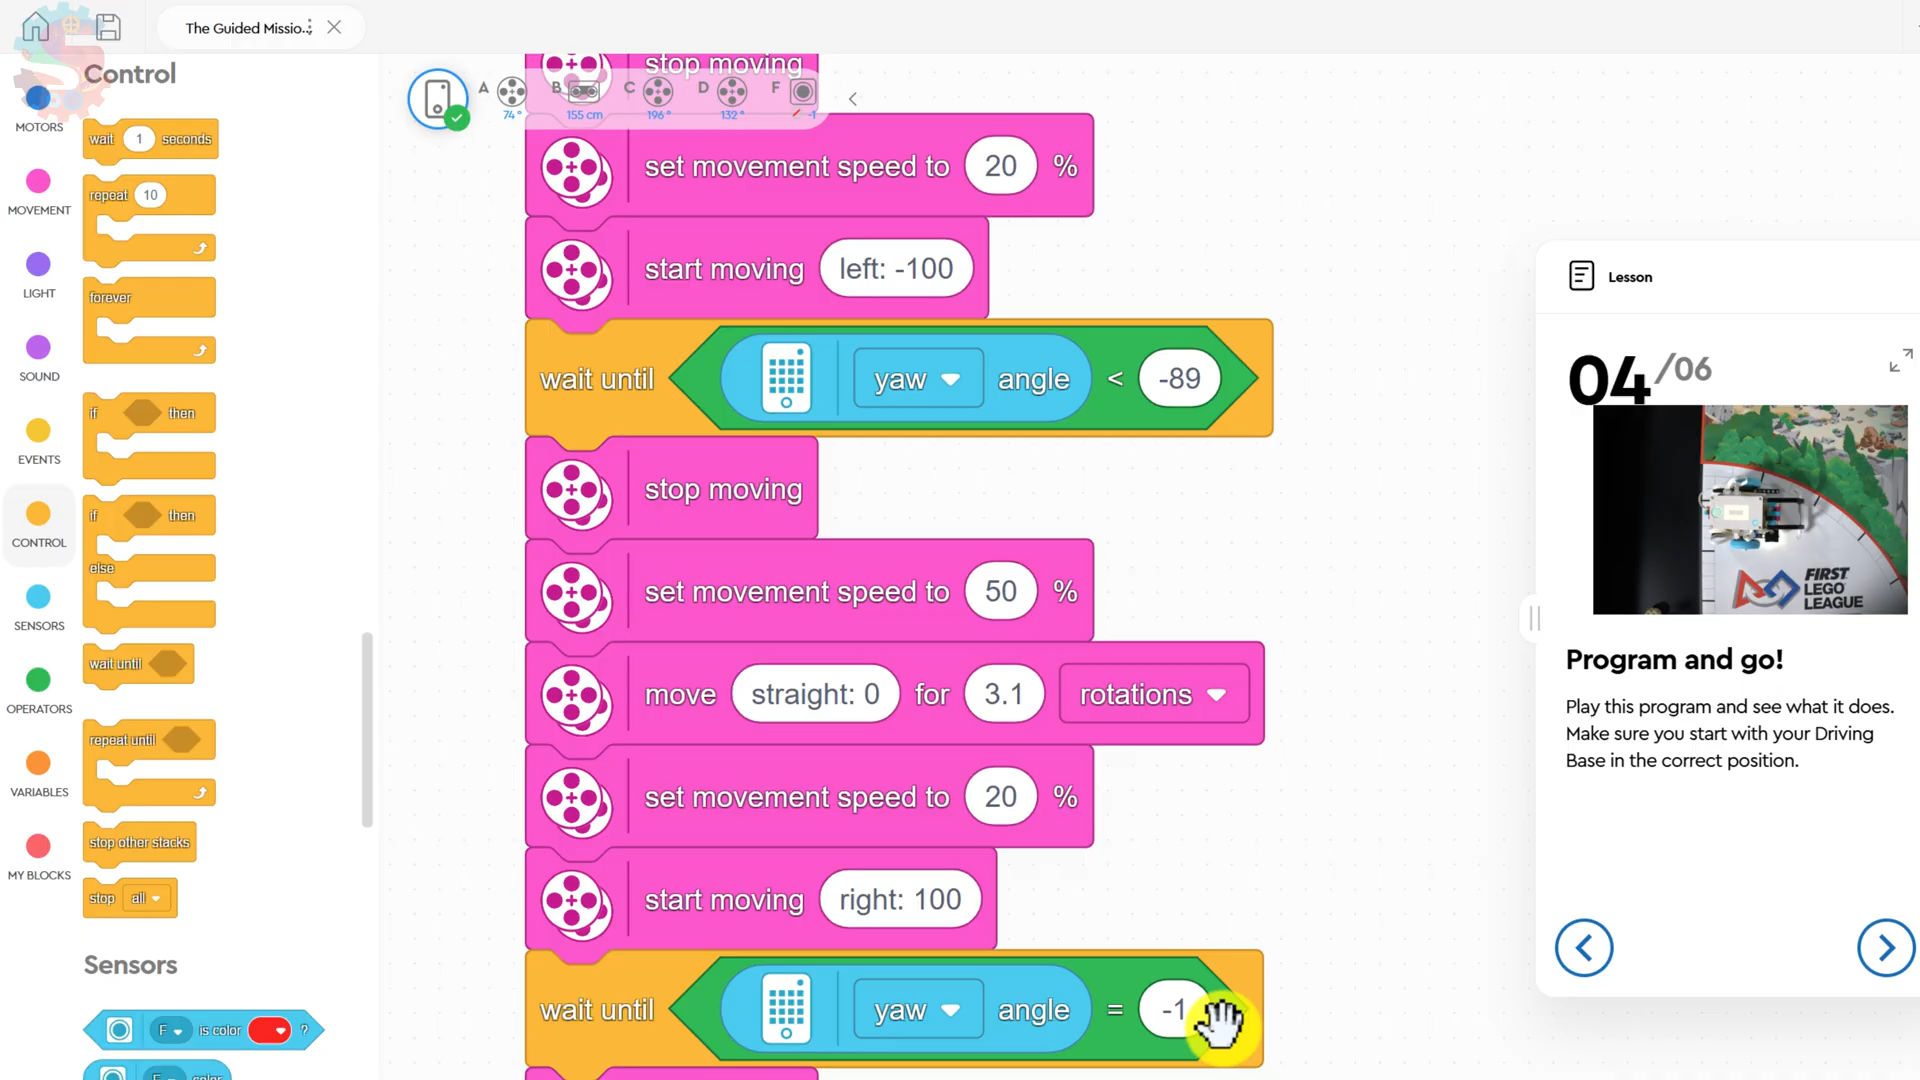 The Guided Missio..
Control
MOTORS
MOVEMENT
LIGHT
SOUND
EVENTS
CONTROL
SENSORS
OPERATORS
VARIABLES
MY BLOCKS
wait 1 seconds
repeat 10
forever
if then
if then
else
wait until
repeat until
stop other stacks
stop all
Sensors
F is color ?
F color
A B C D F
74° 155 cm 196° 132° -1
stop moving
set movement speed to 20 %
start moving left: -100
wait until yaw angle < -89
stop moving
set movement speed to 50 %
move straight: 0 for 3.1 rotations
set movement speed to 20 %
start moving right: 100
wait until yaw angle = -1
Lesson
04/06
FIRST
LEGO
LEAGUE
Program and go!
Play this program and see what it does.
Make sure you start with your Driving
Base in the correct position.